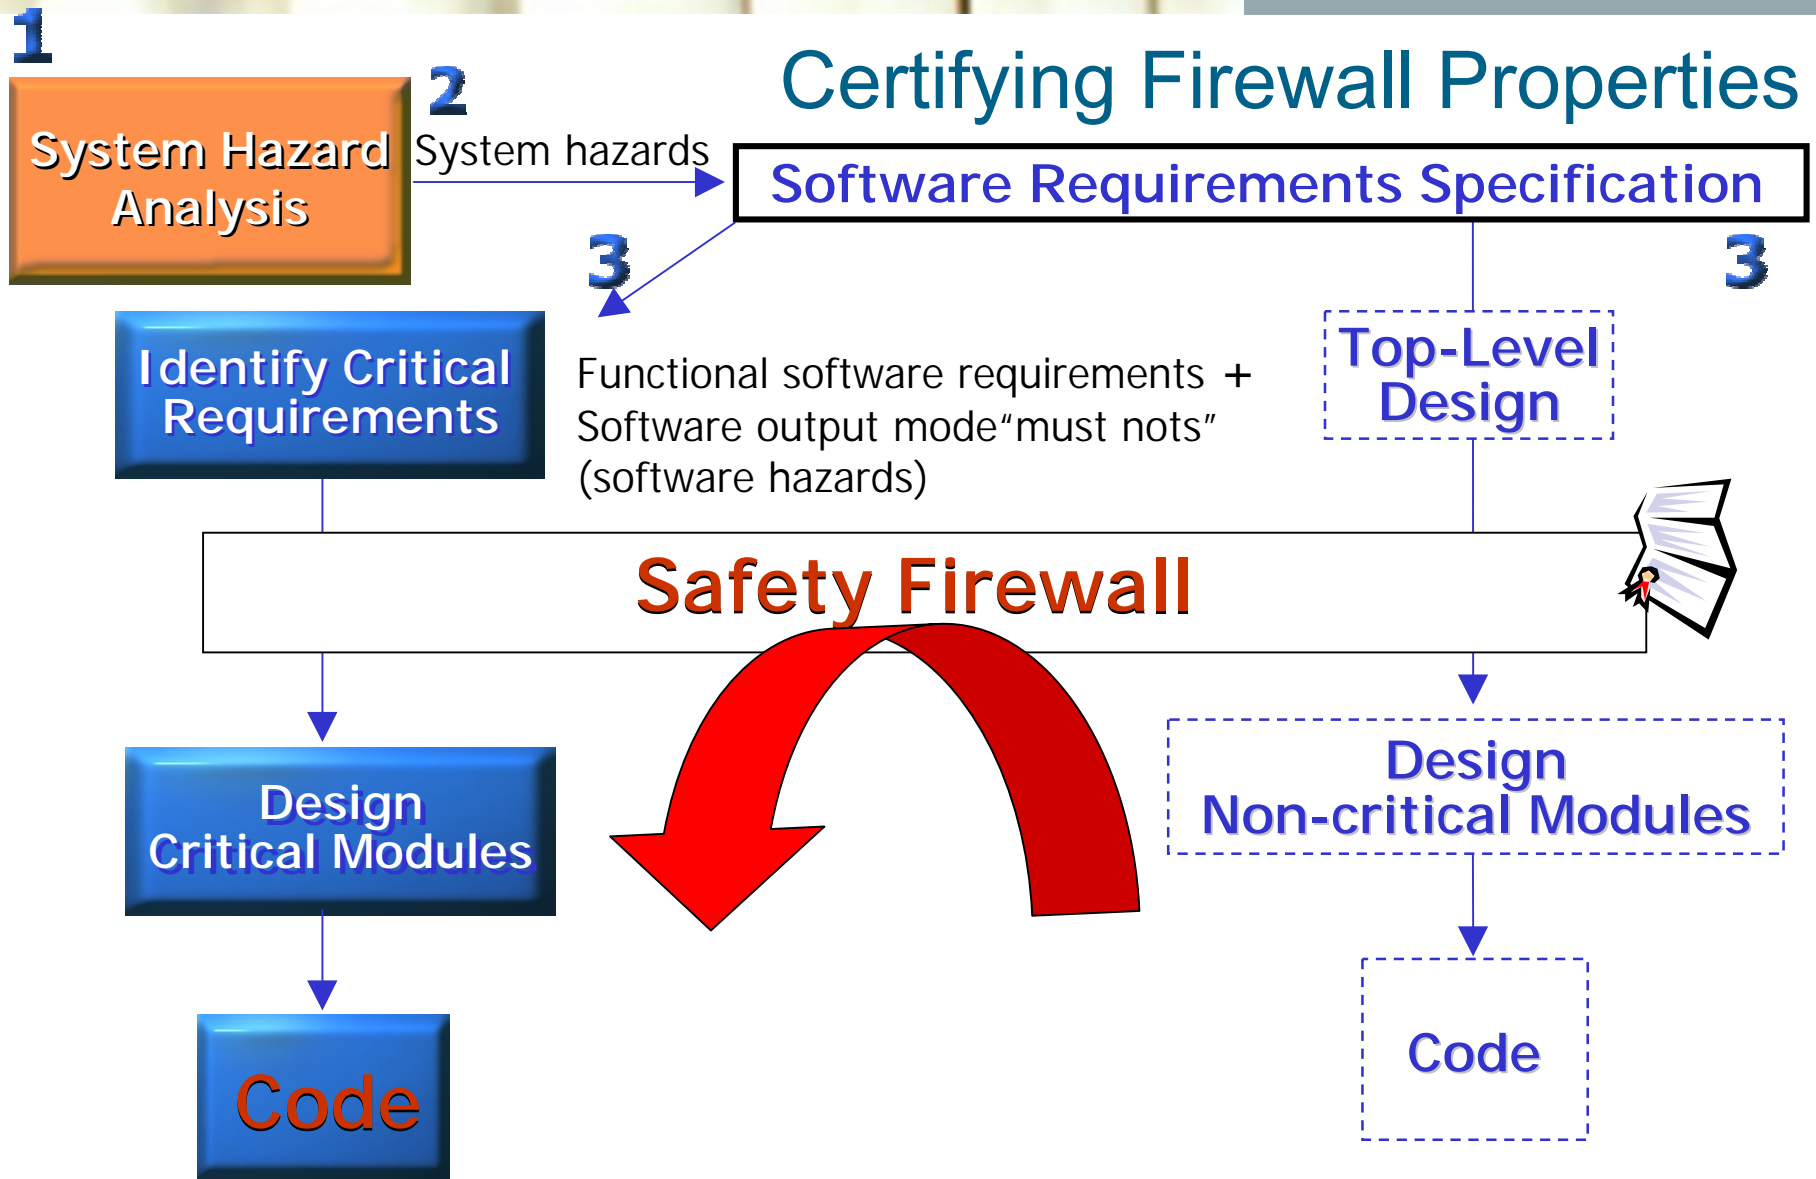 1
Certifying Firewall Properties
2
System Hazard
Analysis
System hazards
Software Requirements Specification
3
3
Identify Critical
Requirements
Functional software requirements +
Software output mode“must nots”
(software hazards)
Top-Level
Design
Safety Firewall
Design
Critical Modules
Design
Non-critical Modules
Code
Code